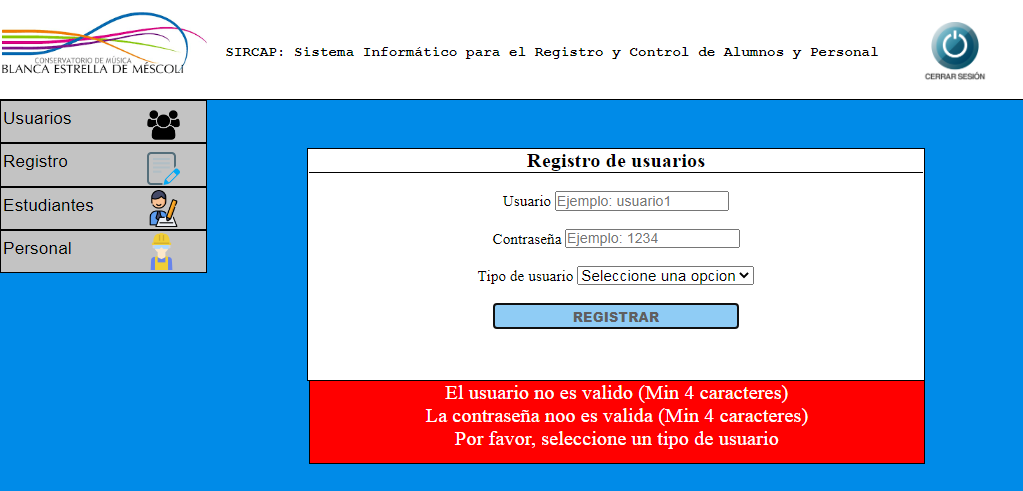 CONSERVATORIO DE MÚSICA
BLANCA ESTRELLA DE MÉSCOLI
SIRCAP: Sistema Informático para el Registro y Control de Alumnos y Personal
CERRAR SESIÓN
Usuarios
Registro
Estudiantes
Personal
Registro de usuarios
Usuario Ejemplo: usuario1
Contraseña Ejemplo: 1234
Tipo de usuario Seleccione una opcion
REGISTRAR
El usuario no es valido (Min 4 caracteres)
La contraseña noo es valida (Min 4 caracteres)
Por favor, seleccione un tipo de usuario